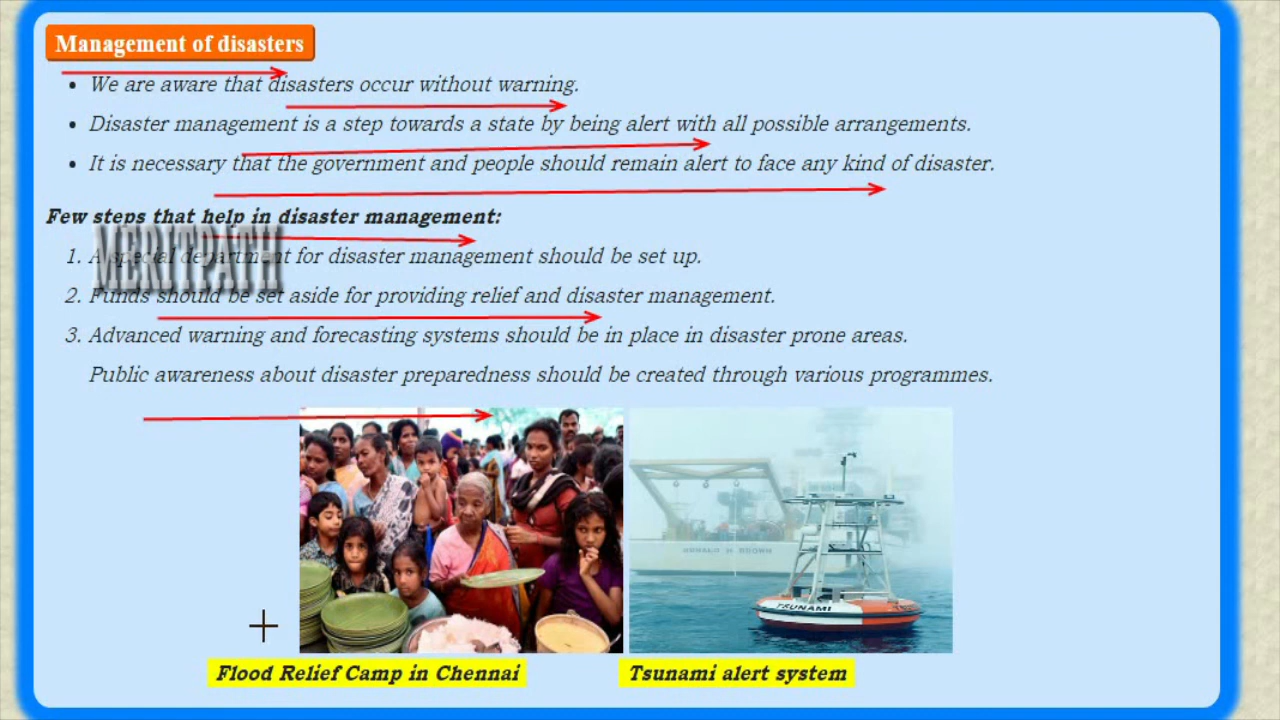 Management of disasters
• We are aware that disasters occur without warning.
• Disaster management is a step towards a state by being alert with all possible arrangements.
• It is necessary that the government and people should remain alert to face any kind of disaster.
Few steps that help in disaster management:
MERITPATH
1. A special department for disaster management should be set up.
2. Funds should be set aside for providing relief and disaster management.
3. Advanced warning and forecasting systems should be in place in disaster prone areas.
Public awareness about disaster preparedness should be created through various programmes.
RONALD H BROWN
TSUNAMI
Flood Relief Camp in Chennai
Tsunami alert system